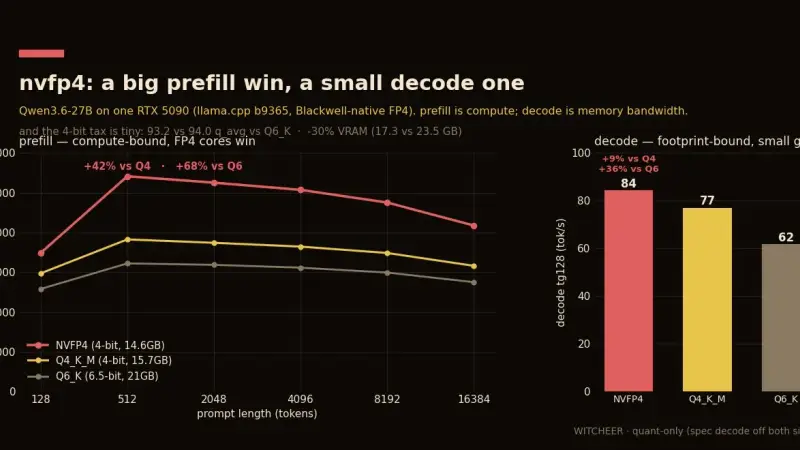 nvfp4: a big prefill win, a small decode one
Qwen3.6-27B on one RTX 5090 (llama.cpp b9365, Blackwell-native FP4). prefill is compute; decode is memory bandwidth.
and the 4-bit tax is tiny: 93.2 vs 94.0 q_avg vs Q6_K · -30% VRAM (17.3 vs 23.5 GB)
prefill — compute-bound, FP4 cores win
+42% vs Q4 · +68% vs Q6
000
000
000
000
000
000
0
NVFP4 (4-bit, 14.6GB)
Q4_K_M (4-bit, 15.7GB)
Q6_K (6.5-bit, 21GB)
128 512 2048 4096 8192 16384
prompt length (tokens)
decode — footprint-bound, small g
+9% vs Q4
+36% vs Q6
84
77
62
decode tg128 (tok/s)
100
80
60
40
20
0
NVFP4 Q4_K_M Q6_K
WITCHEER · quant-only (spec decode off both si